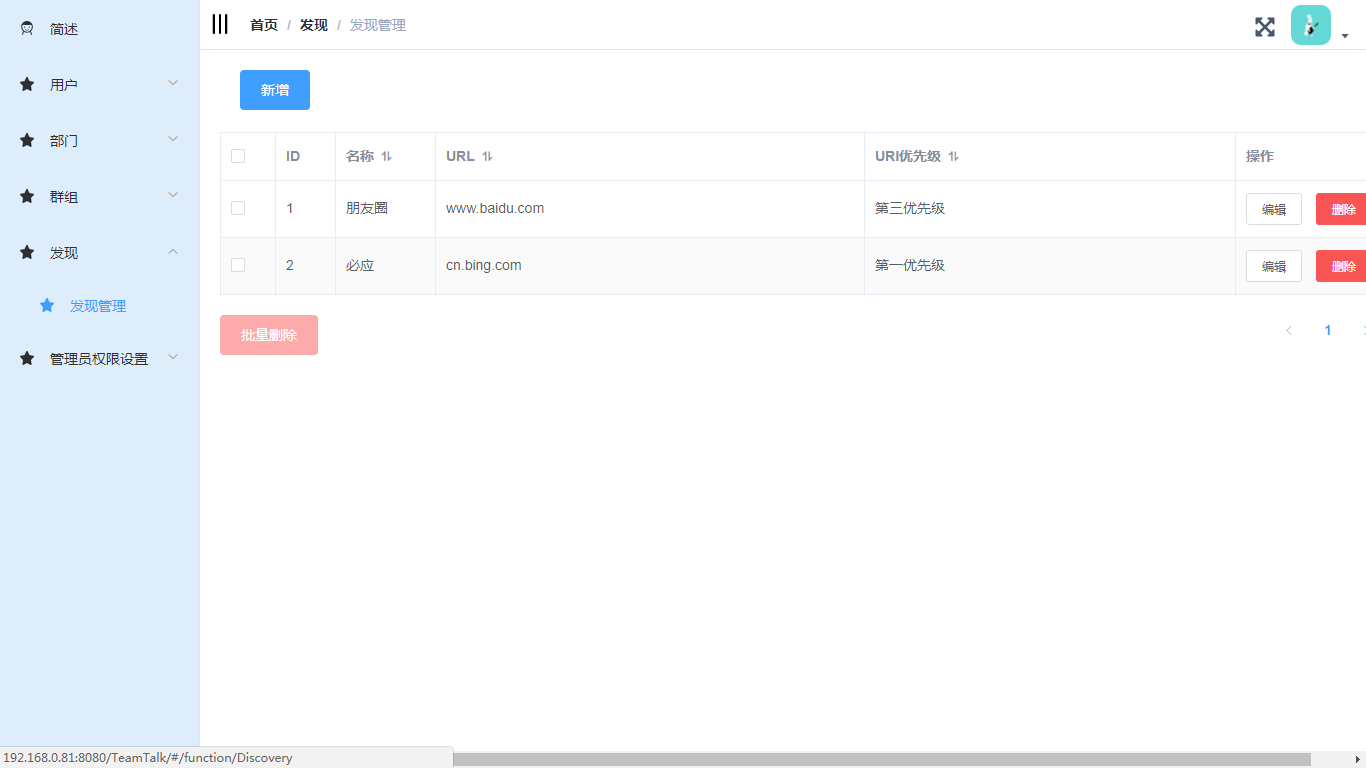 简述
用户
部门
群组
发现
发现管理
管理员权限设置
首页 / 发现 / 发现管理
新增
ID 名称 URL URI优先级 操作
1 朋友圈 www.baidu.com 第三优先级 编辑 删除
2 必应 cn.bing.com 第一优先级 编辑 删除
批量删除
1
192.168.0.81:8080/TeamTalk/#/function/Discovery